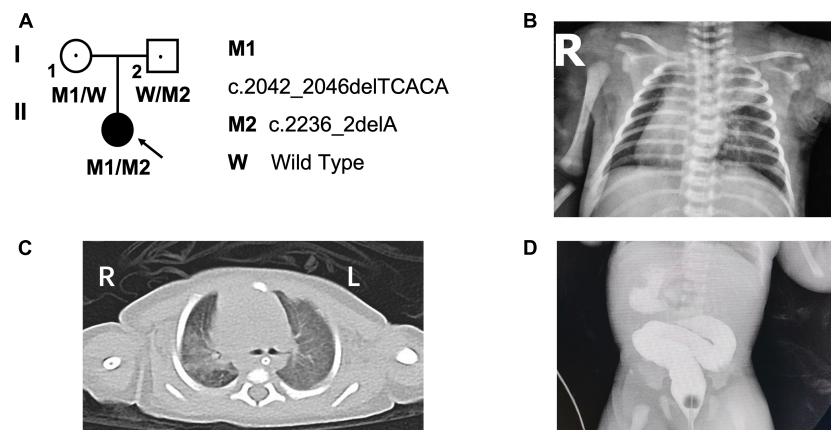 A
I
1
2
M1/W
W/M2
II
M1/M2
M1
c.2042_2046delTCACA
M2 c.2236_2delA
W Wild Type
B
R
C
R
L
D